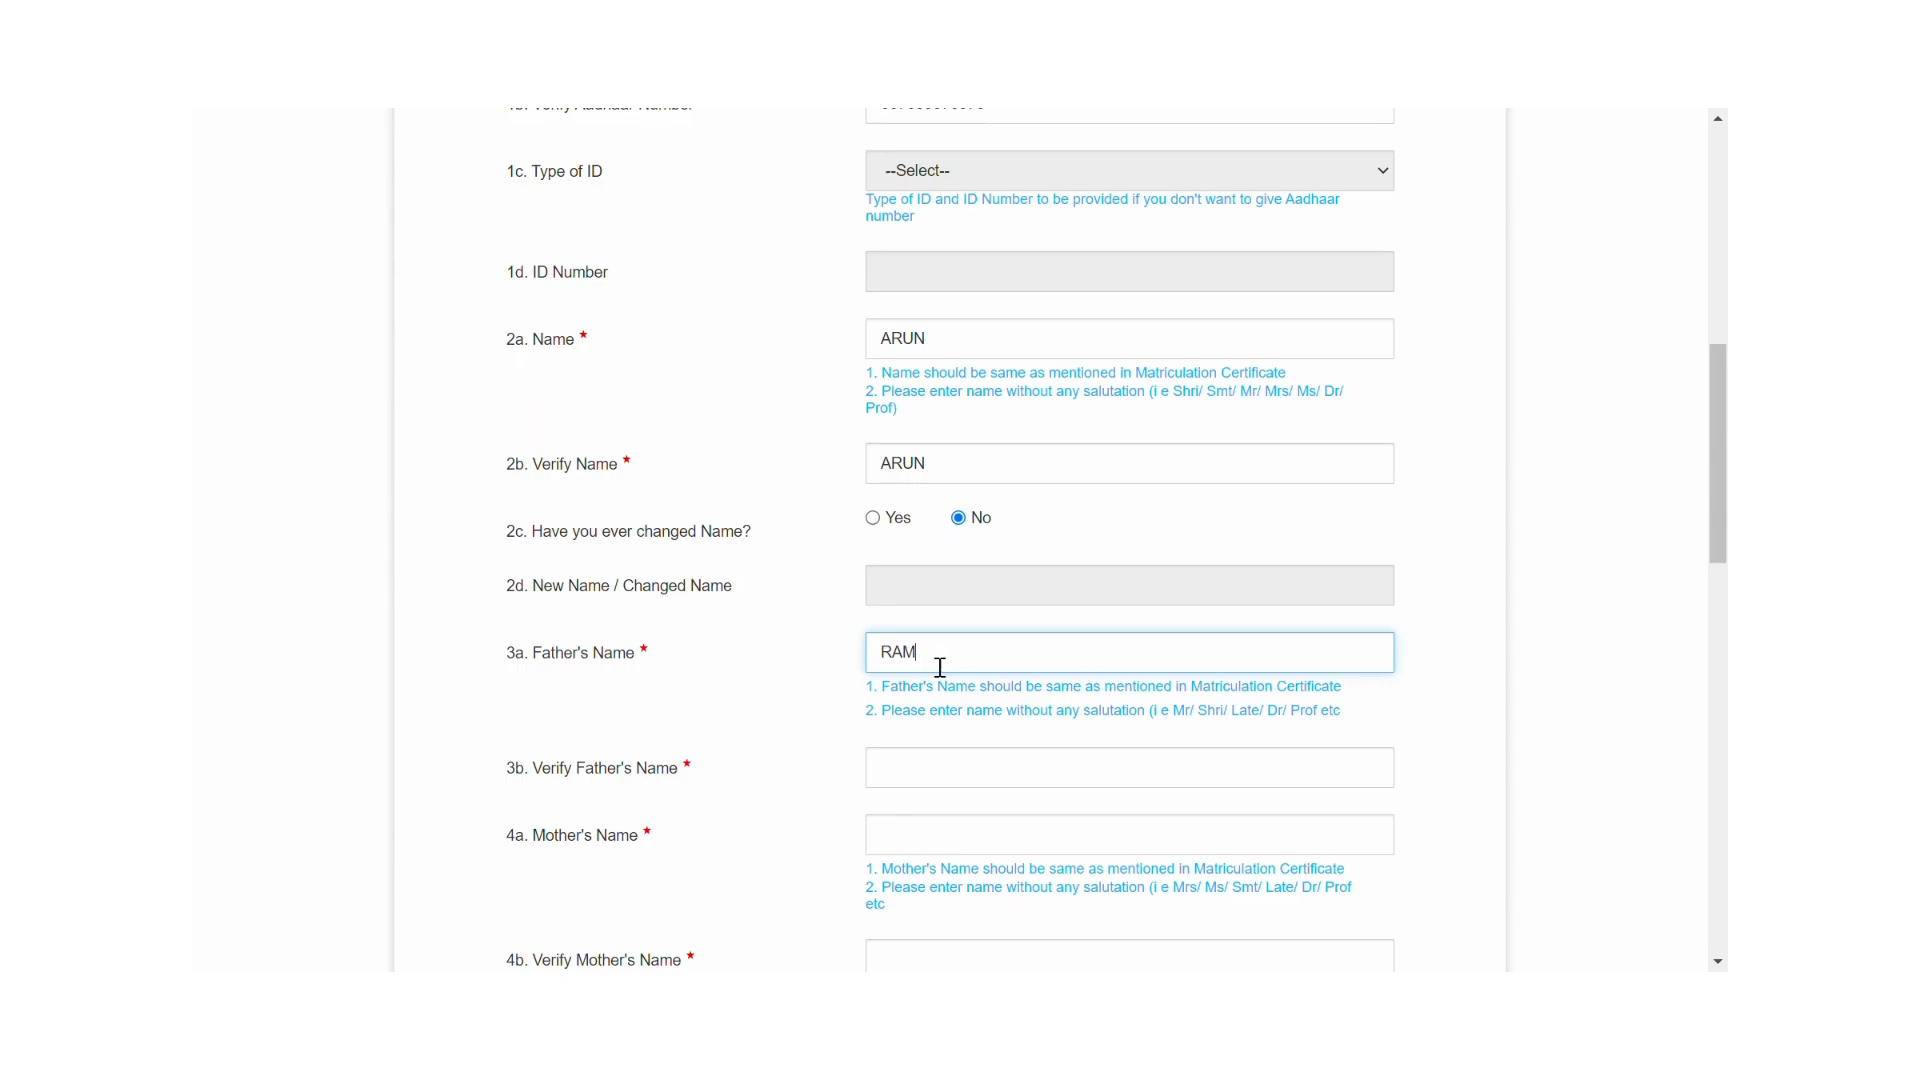 1c. Type of ID
--Select--
Type of ID and ID Number to be provided if you don't want to give Aadhaar
number
1d. ID Number
2a. Name *
ARUN
1. Name should be same as mentioned in Matriculation Certificate
2. Please enter name without any salutation (i e Shri/ Smt/ Mr/ Mrs/ Ms/ Dr/
Prof)
2b. Verify Name *
ARUN
2c. Have you ever changed Name?
Yes No
2d. New Name / Changed Name
3a. Father's Name *
RAM
1. Father's Name should be same as mentioned in Matriculation Certificate
2. Please enter name without any salutation (i e Mr/ Shri/ Late/ Dr/ Prof etc
3b. Verify Father's Name *
4a. Mother's Name *
1. Mother's Name should be same as mentioned in Matriculation Certificate
2. Please enter name without any salutation (i e Mrs/ Ms/ Smt/ Late/ Dr/ Prof
etc
4b. Verify Mother's Name *